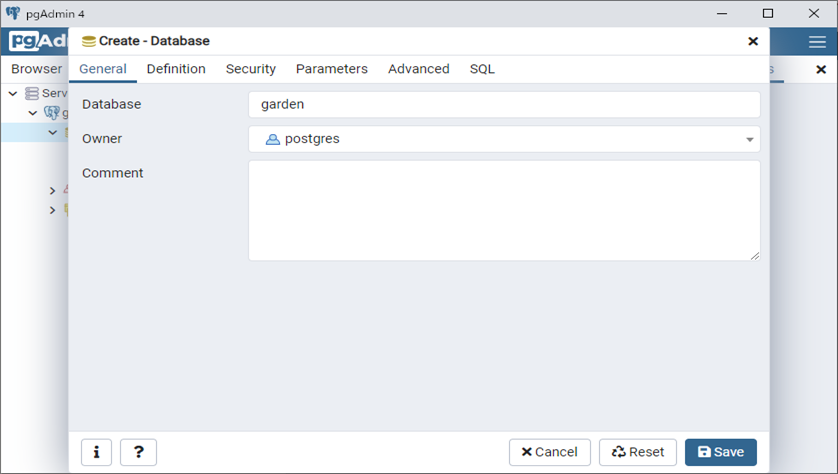 pgAdmin 4
pgAdm
Create - Database
Browser
General Definition Security Parameters Advanced SQL
Serv
Database garden
Owner postgres
Comment
i ? Cancel Reset Save